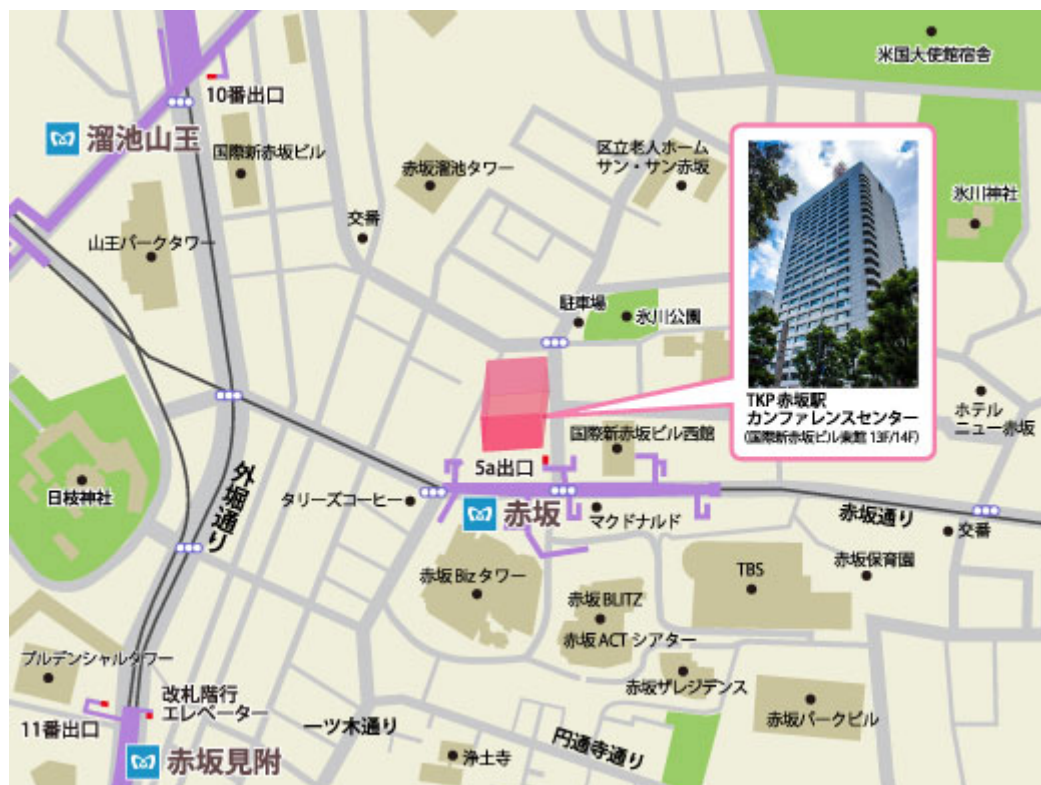 米国大使館宿舎
10番出口
溜池山王
国際新赤坂ビル
赤坂溜池タワー
区立老人ホーム
サン・サン赤坂
氷川神社
交番
山王パークタワー
駐車場
氷川公園
TKP赤坂駅
カンファレンスセンター
(国際新赤坂ビル東館 13F/14F)
ホテル
ニュー赤坂
国際新赤坂ビル西館
5a出口
日枝神社
外堀通り
タリーズコーヒー
赤坂
マクドナルド
赤坂通り
交番
赤坂保育園
赤坂Bizタワー
TBS
赤坂BLITZ
赤坂ACTシアター
プルデンシャルタワー
赤坂ザレジデンス
改札階行
エレベーター
11番出口
一ツ木通り
赤坂パークビル
円通寺通り
浄土寺
赤坂見附